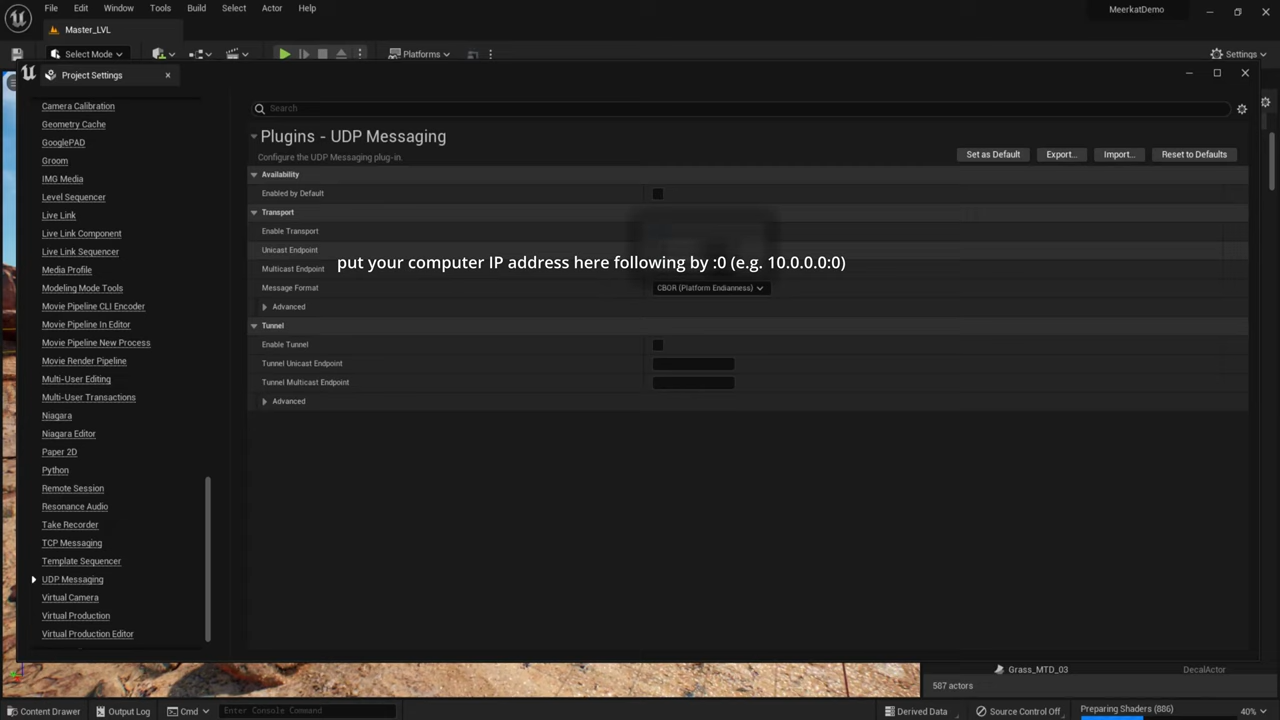 File Edit Window Tools Build Select Actor Help
MeerkatDemo
Master_LVL
Select Mode
Platforms
Settings
Project Settings
Camera Calibration
Geometry Cache
GooglePAD
Groom
IMG Media
Level Sequencer
Live Link
Live Link Component
Live Link Sequencer
Media Profile
Modeling Mode Tools
Movie Pipeline CLI Encoder
Movie Pipeline In Editor
Movie Pipeline New Process
Movie Render Pipeline
Multi-User Editing
Multi-User Transactions
Niagara
Niagara Editor
Paper 2D
Python
Remote Session
Resonance Audio
Take Recorder
TCP Messaging
Template Sequencer
UDP Messaging
Virtual Camera
Virtual Production
Virtual Production Editor
Search
Plugins - UDP Messaging
Configure the UDP Messaging plug-in.
Set as Default Export... Import... Reset to Defaults
Availability
Enabled by Default
Transport
Enable Transport
Unicast Endpoint
put your computer IP address here following by :0 (e.g. 10.0.0.0:0)
Multicast Endpoint
Message Format CBOR (Platform Endianness)
Advanced
Tunnel
Enable Tunnel
Tunnel Unicast Endpoint
Tunnel Multicast Endpoint
Advanced
Grass_MTD_03 DecalActor
587 actors
Content Drawer Output Log Cmd Enter Console Command
Derived Data Source Control Off Preparing Shaders (886) 40%